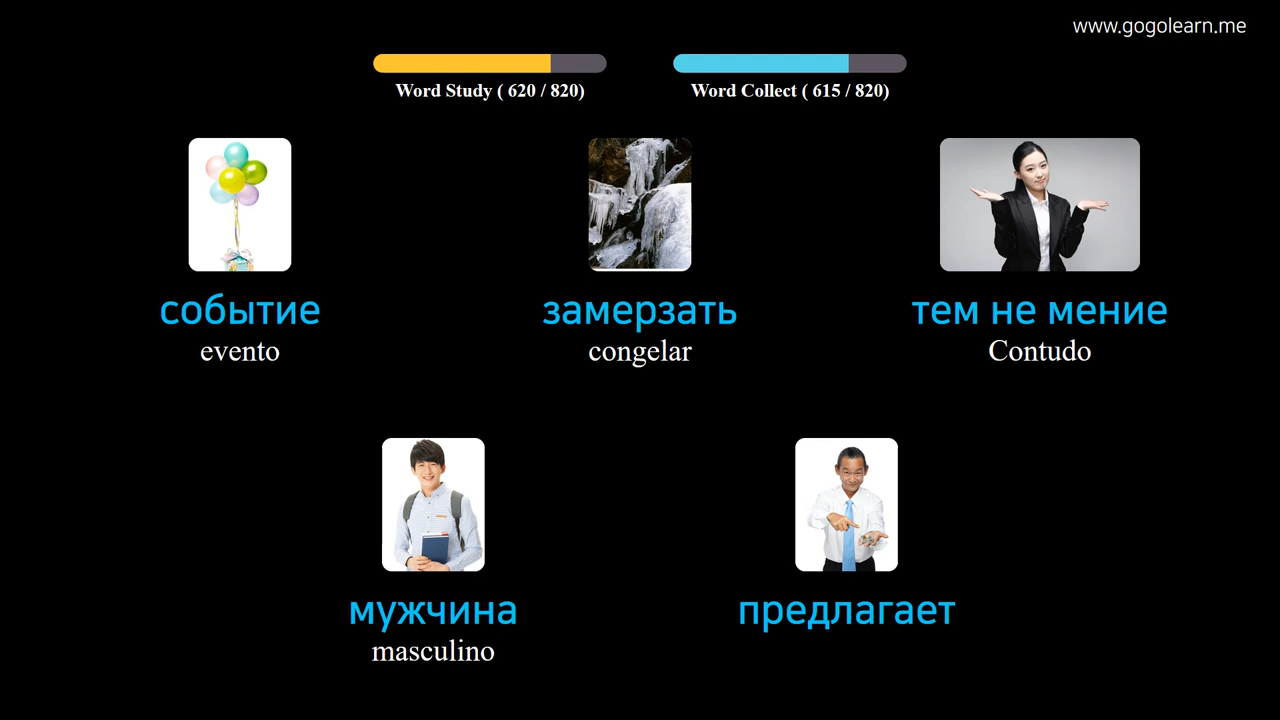 www.gogolearn.me
Word Study ( 620 / 820)
Word Collect ( 615 / 820)
событие
evento
замерзать
congelar
тем не мение
Contudo
мужчина
masculino
предлагает